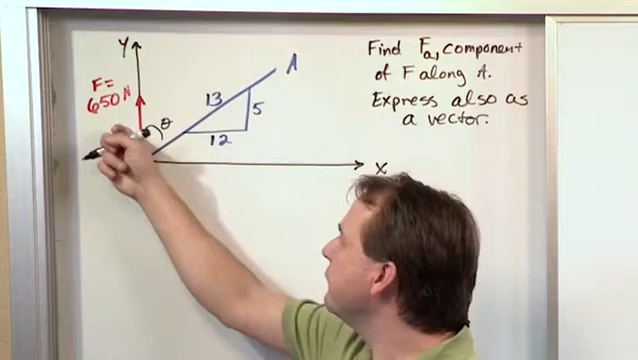 Y
A
F=
650 N
θ
13
5
12
X
Find Fa, component
of F along A.
Express also as
a vector.